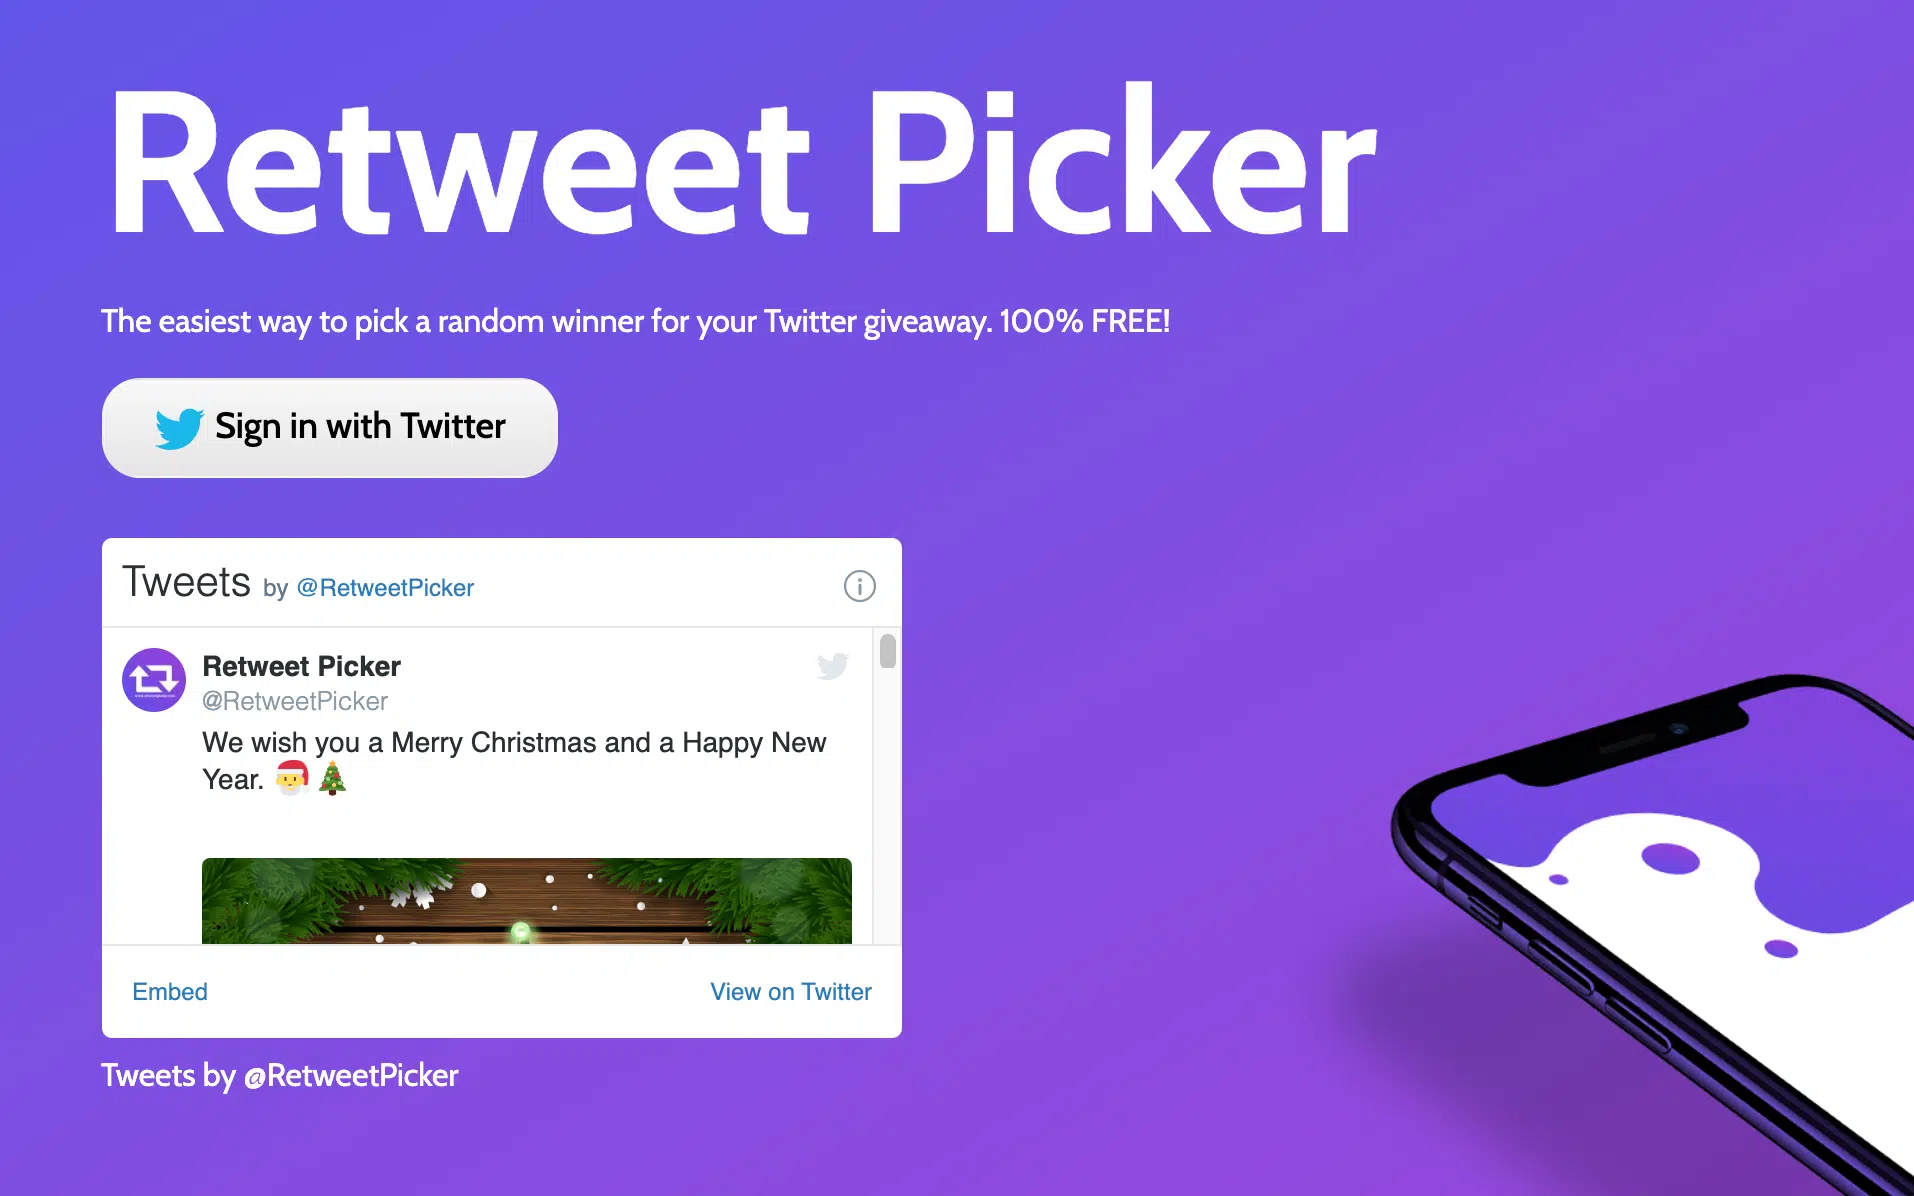 Retweet Picker
The easiest way to pick a random winner for your Twitter giveaway. 100% FREE!
Sign in with Twitter
Tweets by @RetweetPicker
Retweet Picker
@RetweetPicker
We wish you a Merry Christmas and a Happy New
Year. 🎅🎄
Embed
View on Twitter
Tweets by @RetweetPicker